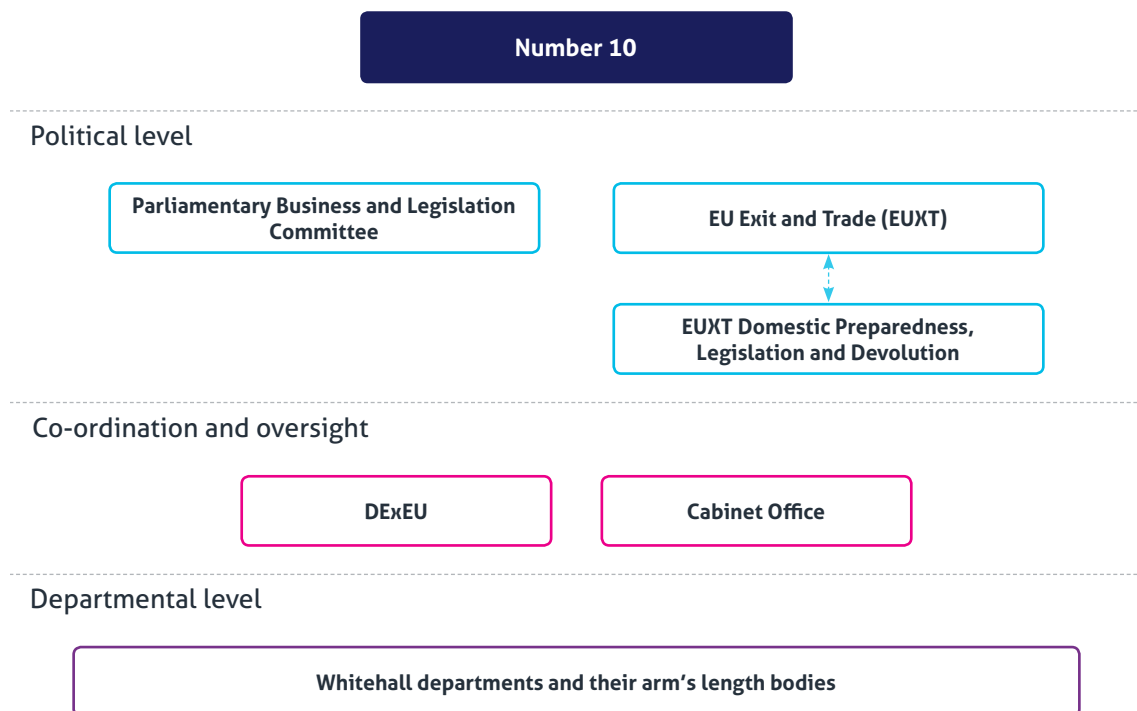 Number 10
Political level
Parliamentary Business and Legislation
Committee
EU Exit and Trade (EUXT)
EUXT Domestic Preparedness,
Legislation and Devolution
Co-ordination and oversight
DExEU
Cabinet Office
Departmental level
Whitehall departments and their arm’s length bodies